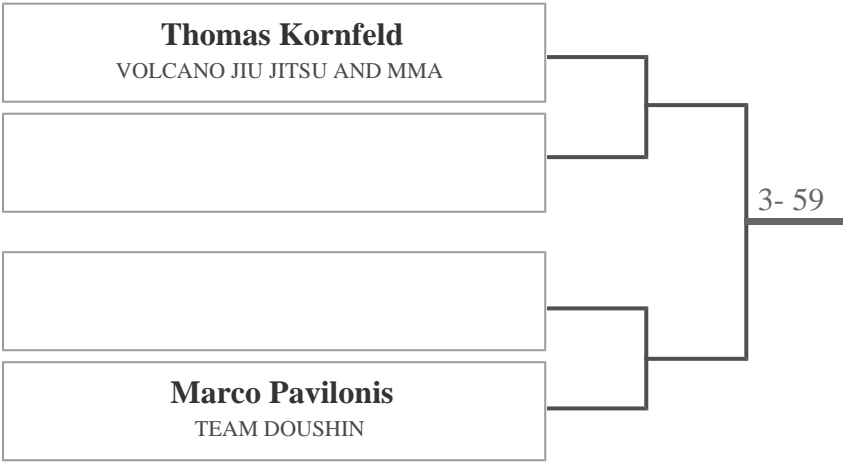 Thomas Kornfeld
VOLCANO JIU JITSU AND MMA
3- 59
Marco Pavilonis
TEAM DOUSHIN